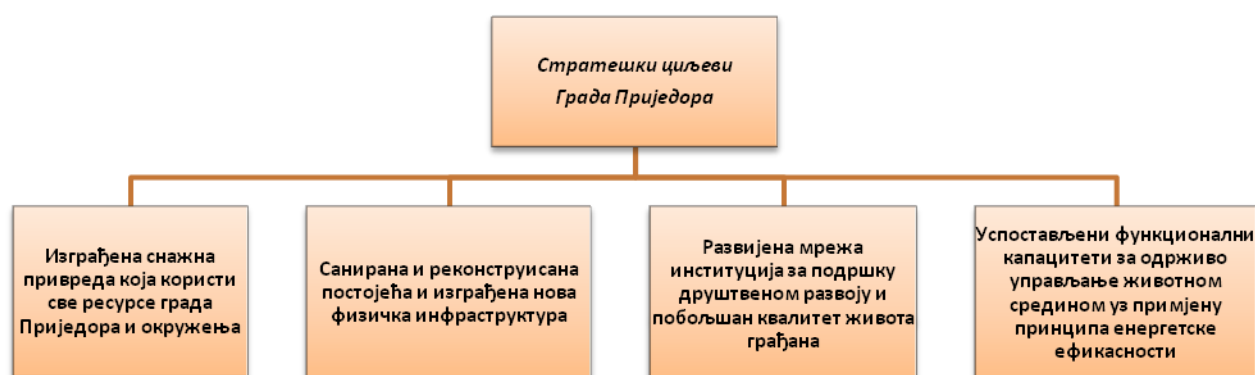 Стратешки циљеви
Града Приједора
Изграђена снажна
привреда која користи
све ресурсе града
Приједора и окружења
Санирана и реконструисана
постојећа и изграђена нова
физичка инфраструктура
Развијена мрежа
институција за подршку
друштвеном развоју и
побољшан квалитет живота
грађана
Успостављени функционални
капацитети за одрживо
управљање животном
средином уз примјену
принципа енергетске
ефикасности